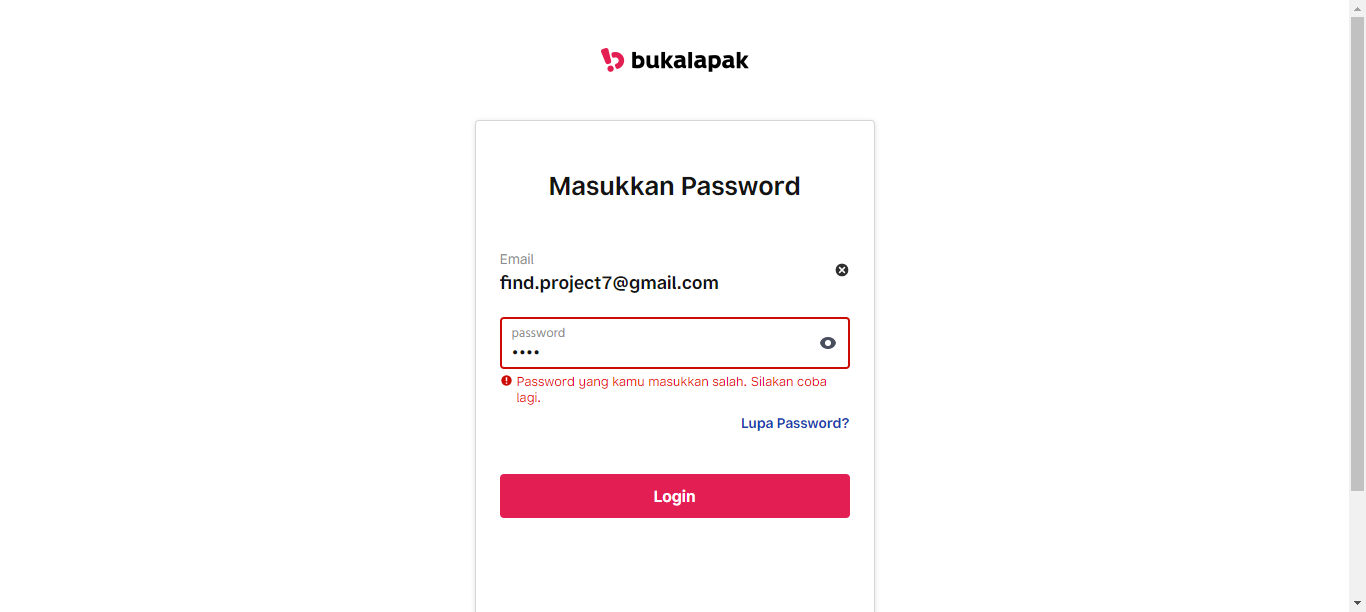 bukalapak
Masukkan Password
Email
find.project7@gmail.com
password
Password yang kamu masukkan salah. Silakan coba
lagi.
Lupa Password?
Login